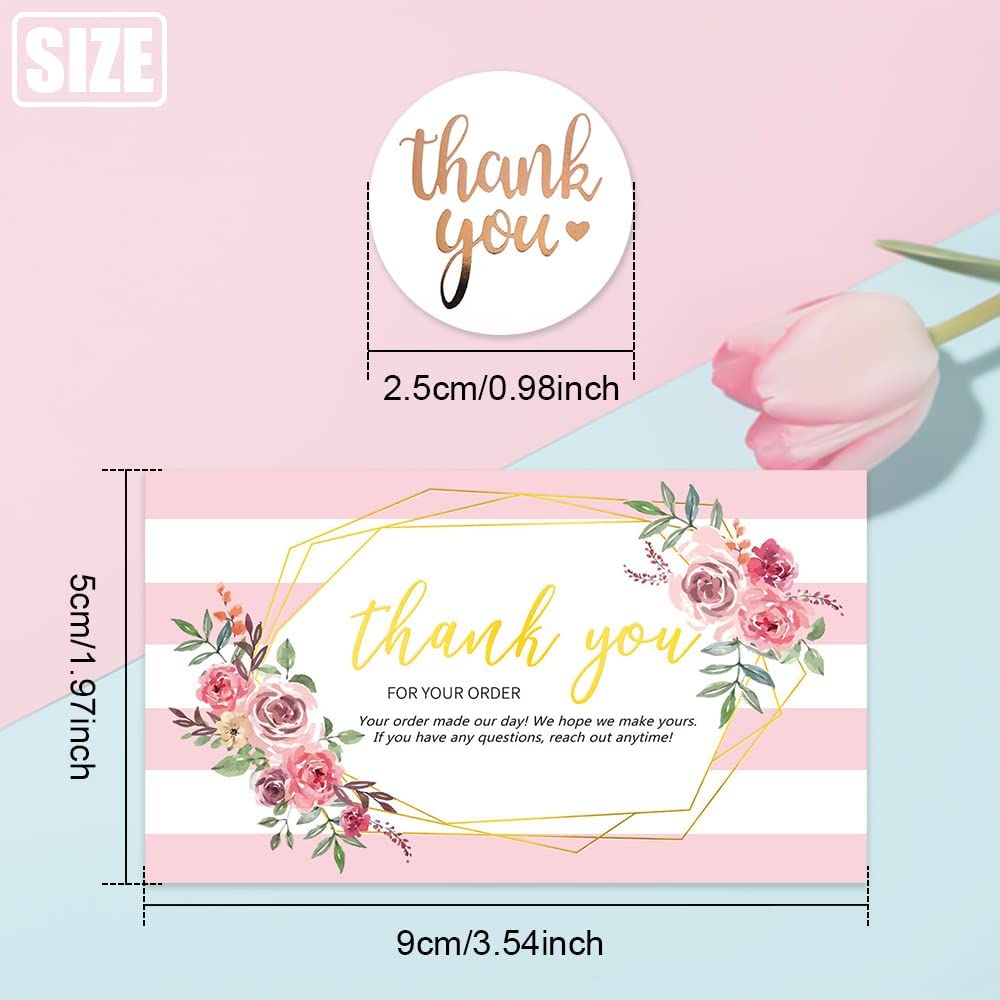 SIZE
thank
you
2.5cm/0.98inch
5cm/1.97inch
thank you
FOR YOUR ORDER
Your order made our day! We hope we make yours.
If you have any questions, reach out anytime!
9cm/3.54inch